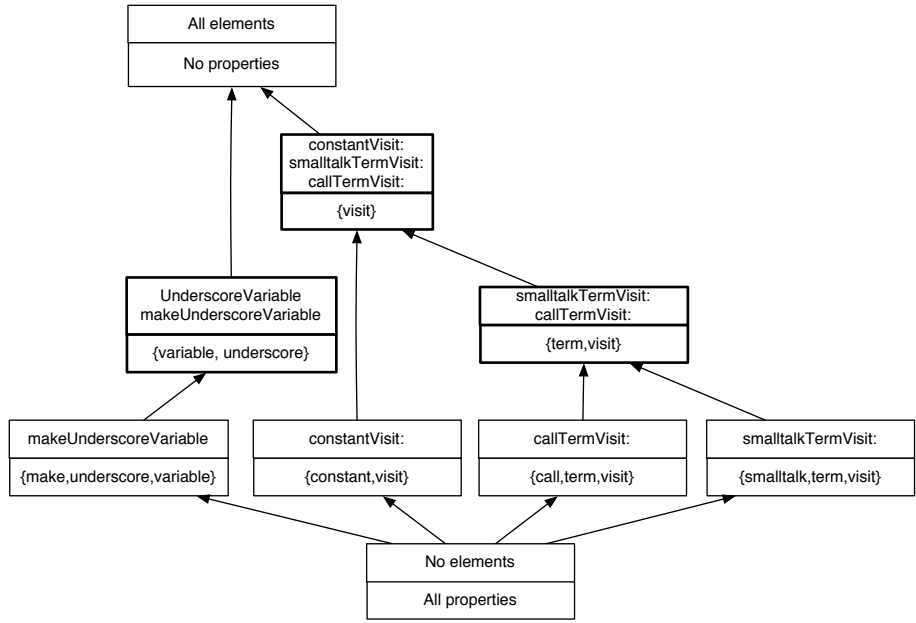 All elements
No properties
constantVisit:
smalltalkTermVisit:
callTermVisit:
{visit}
UnderscoreVariable
makeUnderscoreVariable
{variable, underscore}
smalltalkTermVisit:
callTermVisit:
{term,visit}
makeUnderscoreVariable
{make,underscore,variable}
constantVisit:
{constant,visit}
callTermVisit:
{call,term,visit}
smalltalkTermVisit:
{smalltalk,term,visit}
No elements
All properties